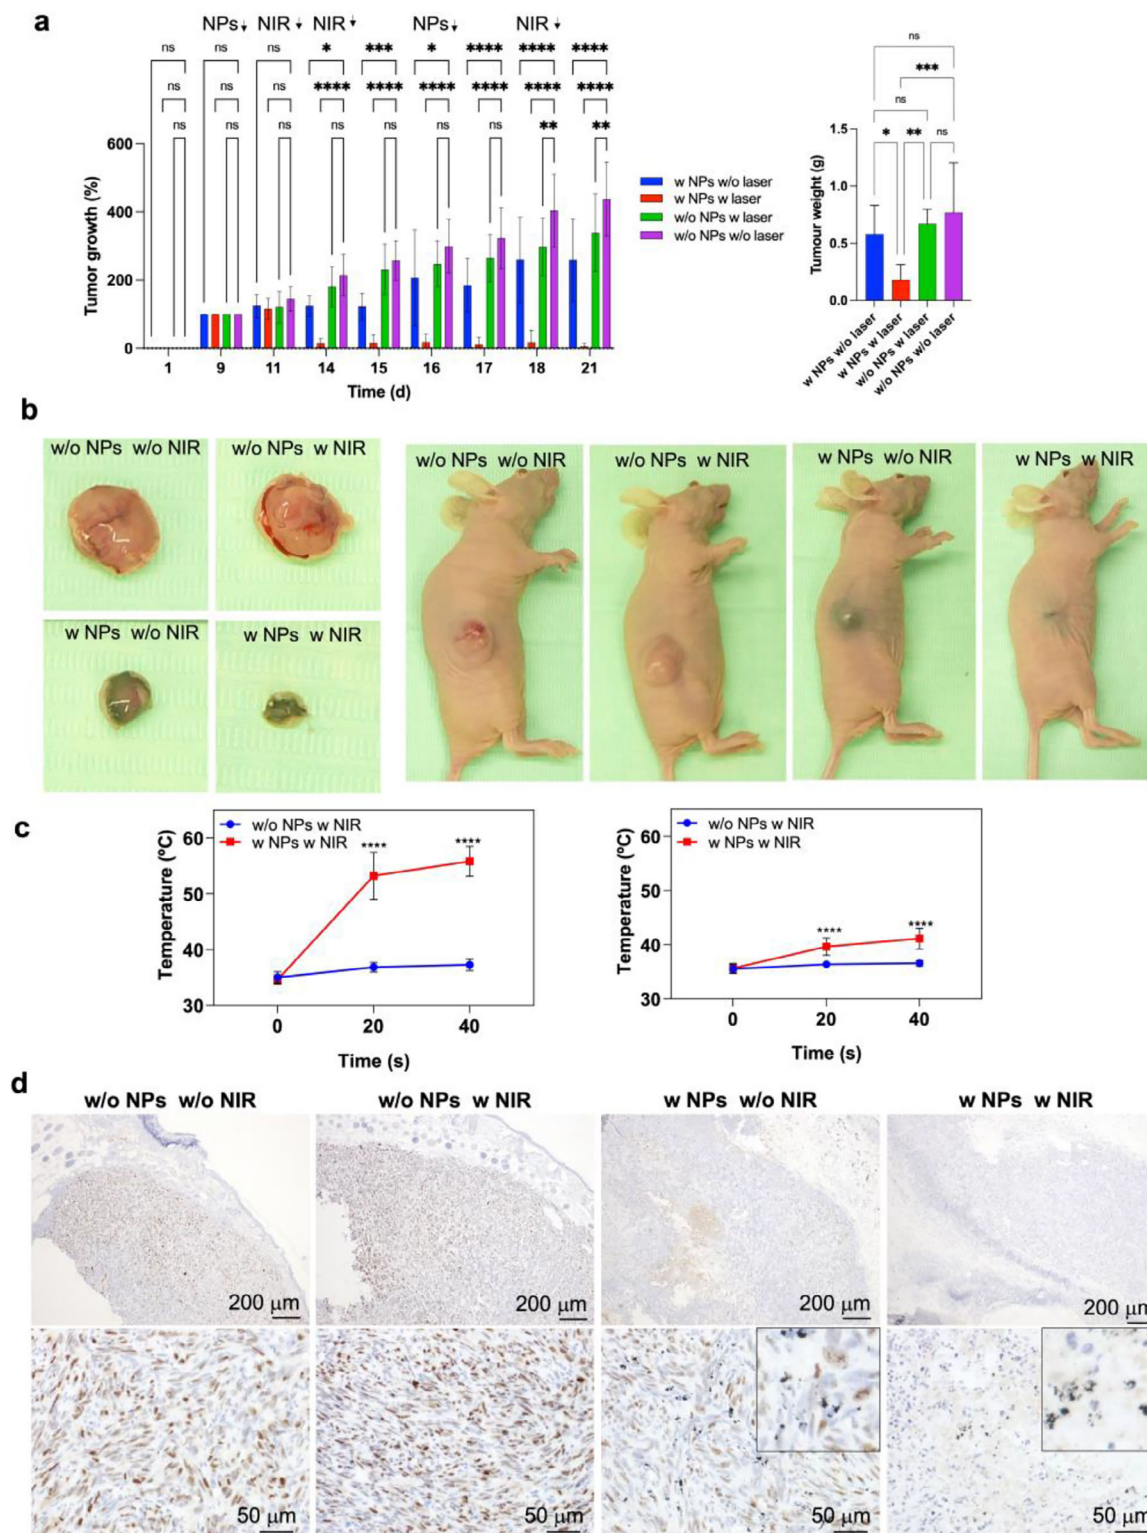 a
NPs↓ NIR↓ NIR↓ NPs↓ NIR↓
ns ns ns * *** * **** **** ****
ns ns ns **** **** **** **** **** ****
ns ns ns ns ns ns ns ** **
Tumor growth (%)
600
400
200
0
1 9 11 14 15 16 17 18 21
Time (d)
w NPs w/o laser
w NPs w laser
w/o NPs w laser
w/o NPs w/o laser
ns
***
ns
* ** ns
Tumour weight (g)
1.5
1.0
0.5
0.0
w NPs w/o laser
w NPs w laser
w/o NPs w laser
w/o NPs w/o laser
b
w/o NPs w/o NIR
w/o NPs w NIR
w NPs w/o NIR
w NPs w NIR
w/o NPs w/o NIR
w/o NPs w NIR
w NPs w/o NIR
w NPs w NIR
c
w/o NPs w NIR
w NPs w NIR
**** ****
Temperature (ºC)
60
50
40
30
0 20 40
Time (s)
w/o NPs w NIR
w NPs w NIR
**** ****
Temperature (ºC)
60
50
40
30
0 20 40
Time (s)
d
w/o NPs w/o NIR
w/o NPs w NIR
w NPs w/o NIR
w NPs w NIR
200 μm
200 μm
200 μm
200 μm
50 μm
50 μm
50 μm
50 μm